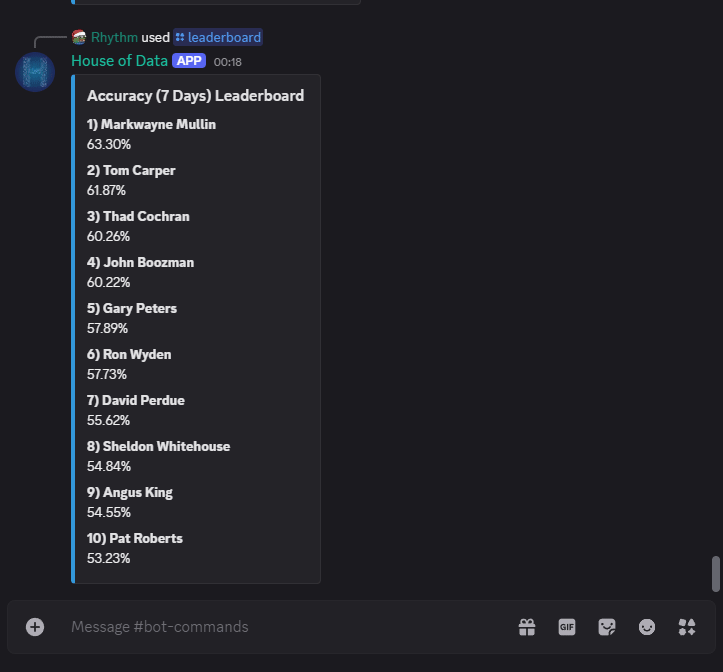 Rhythm used leaderboard
House of Data APP 00:18
Accuracy (7 Days) Leaderboard
1) Markwayne Mullin
63.30%
2) Tom Carper
61.87%
3) Thad Cochran
60.26%
4) John Boozman
60.22%
5) Gary Peters
57.89%
6) Ron Wyden
57.73%
7) David Perdue
55.62%
8) Sheldon Whitehouse
54.84%
9) Angus King
54.55%
10) Pat Roberts
53.23%
Message #bot-commands
GIF